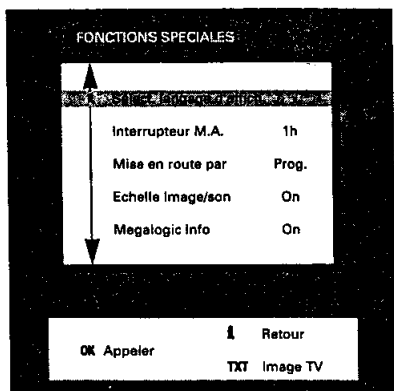 FONCTIONS SPECIALES
Interrupteur M.A. 1h
Mise en route par Prog.
Echelle Image/son On
Megalogic Info On
OK Appeler
i Retour
TXT Image TV